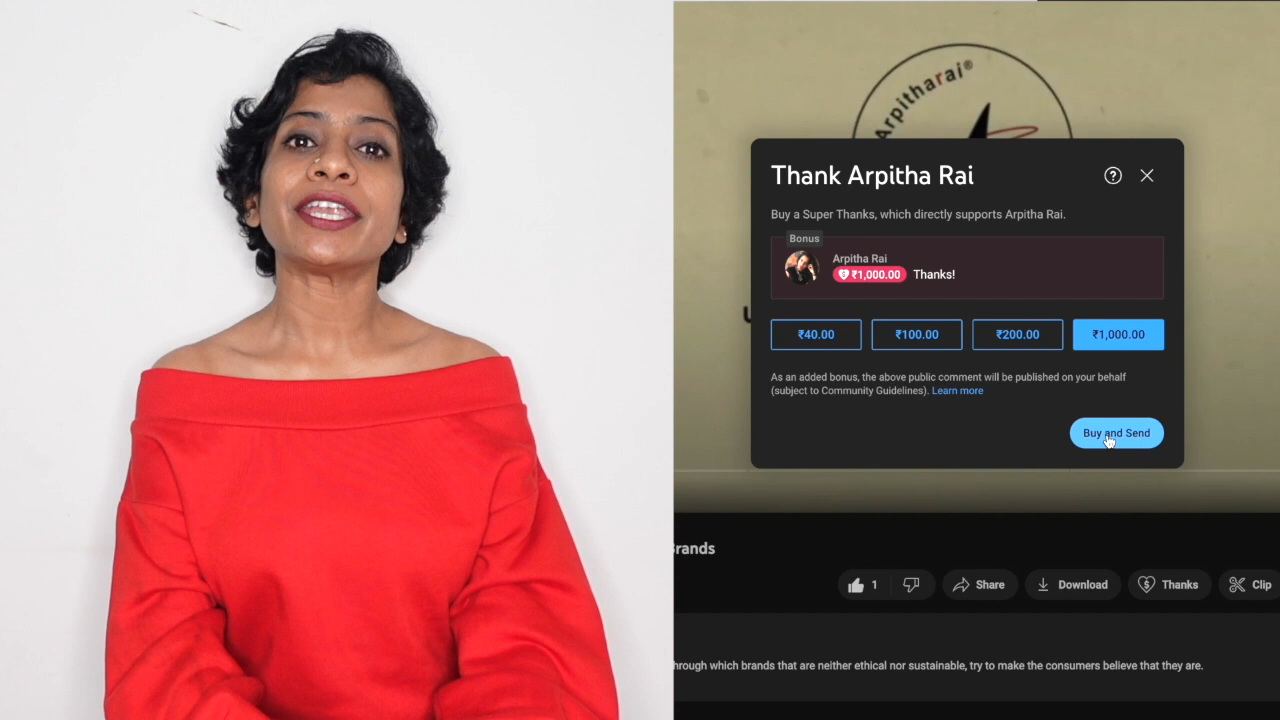 Arpitharai®
Thank Arpitha Rai
Buy a Super Thanks, which directly supports Arpitha Rai.
Bonus
Arpitha Rai
₹1,000.00 Thanks!
₹40.00 ₹100.00 ₹200.00 ₹1,000.00
As an added bonus, the above public comment will be published on your behalf
(subject to Community Guidelines). Learn more
Buy and Send
Brands
1 Share Download Thanks Clip
through which brands that are neither ethical nor sustainable, try to make the consumers believe that they are.